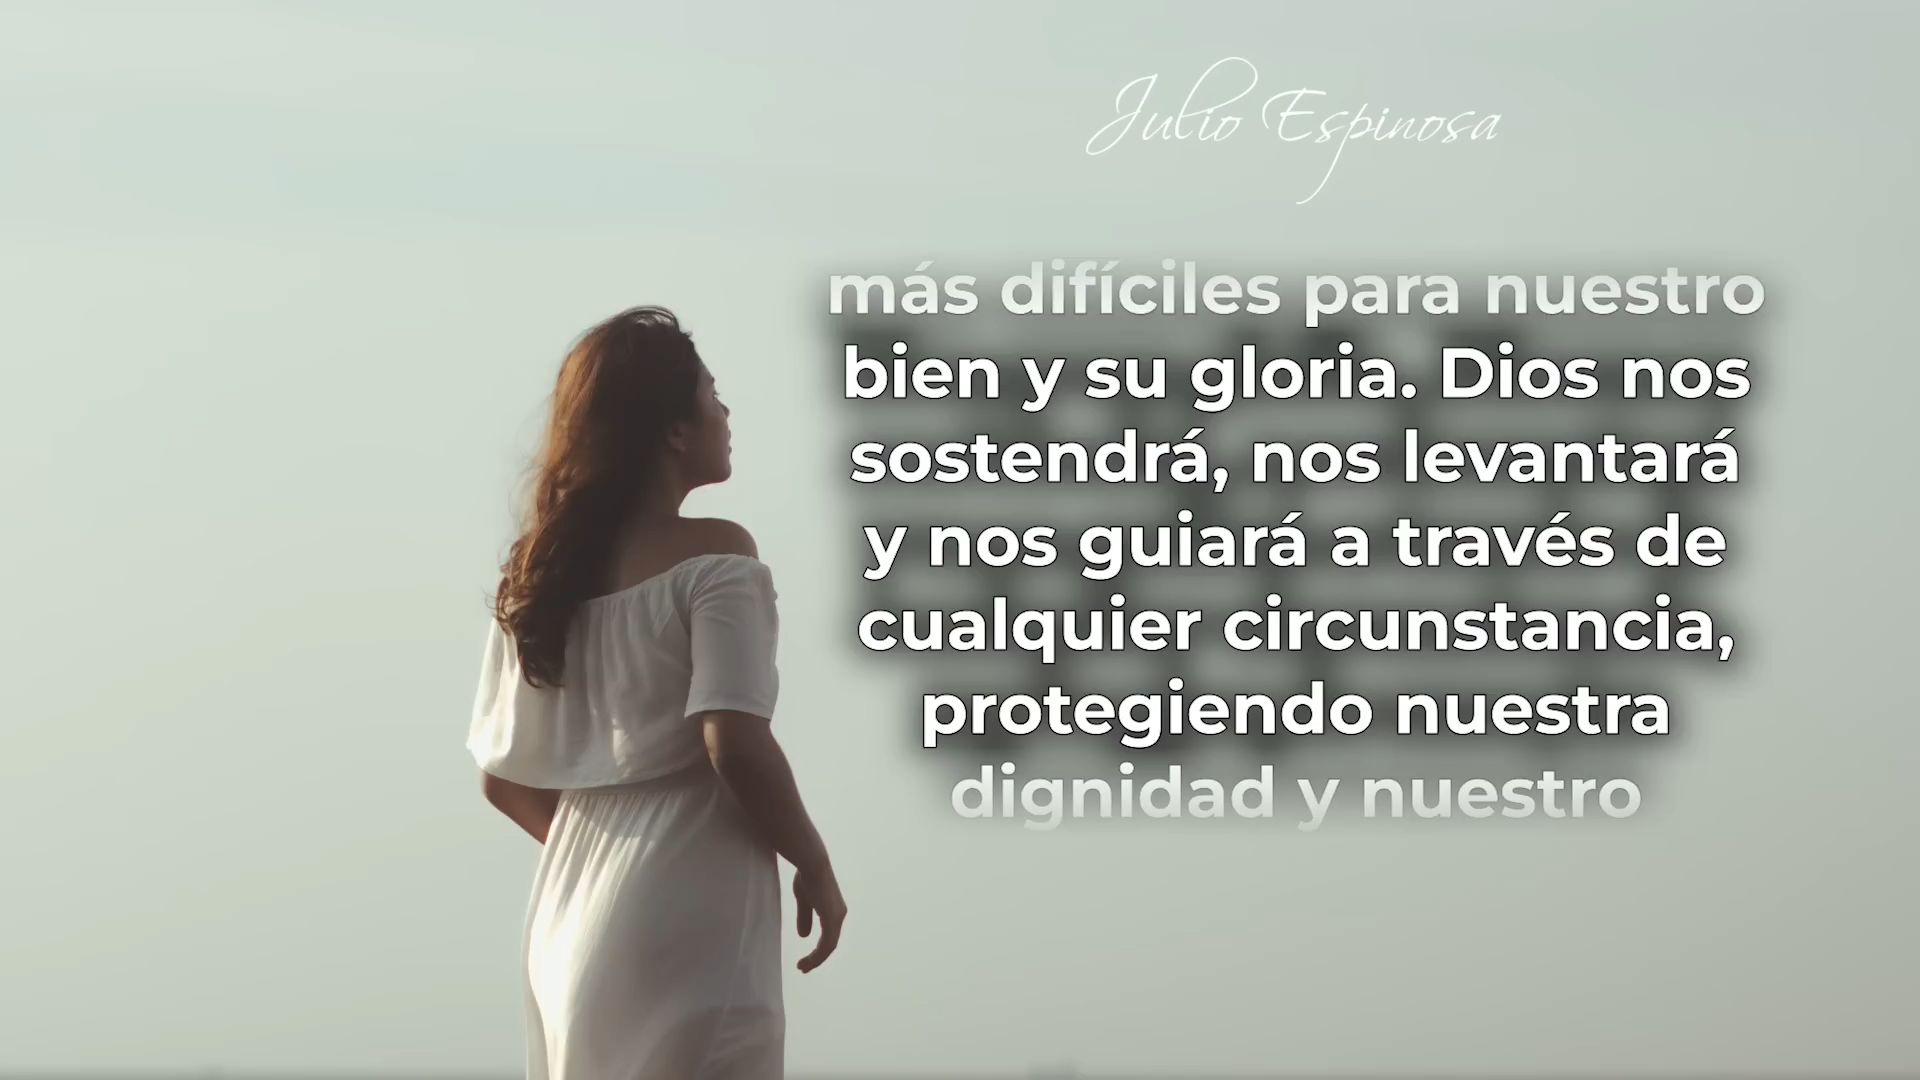 Julio Espinosa
más difíciles para nuestro
bien y su gloria. Dios nos
sostendrá, nos levantará
y nos guiará a través de
cualquier circunstancia,
protegiendo nuestra
dignidad y nuestro